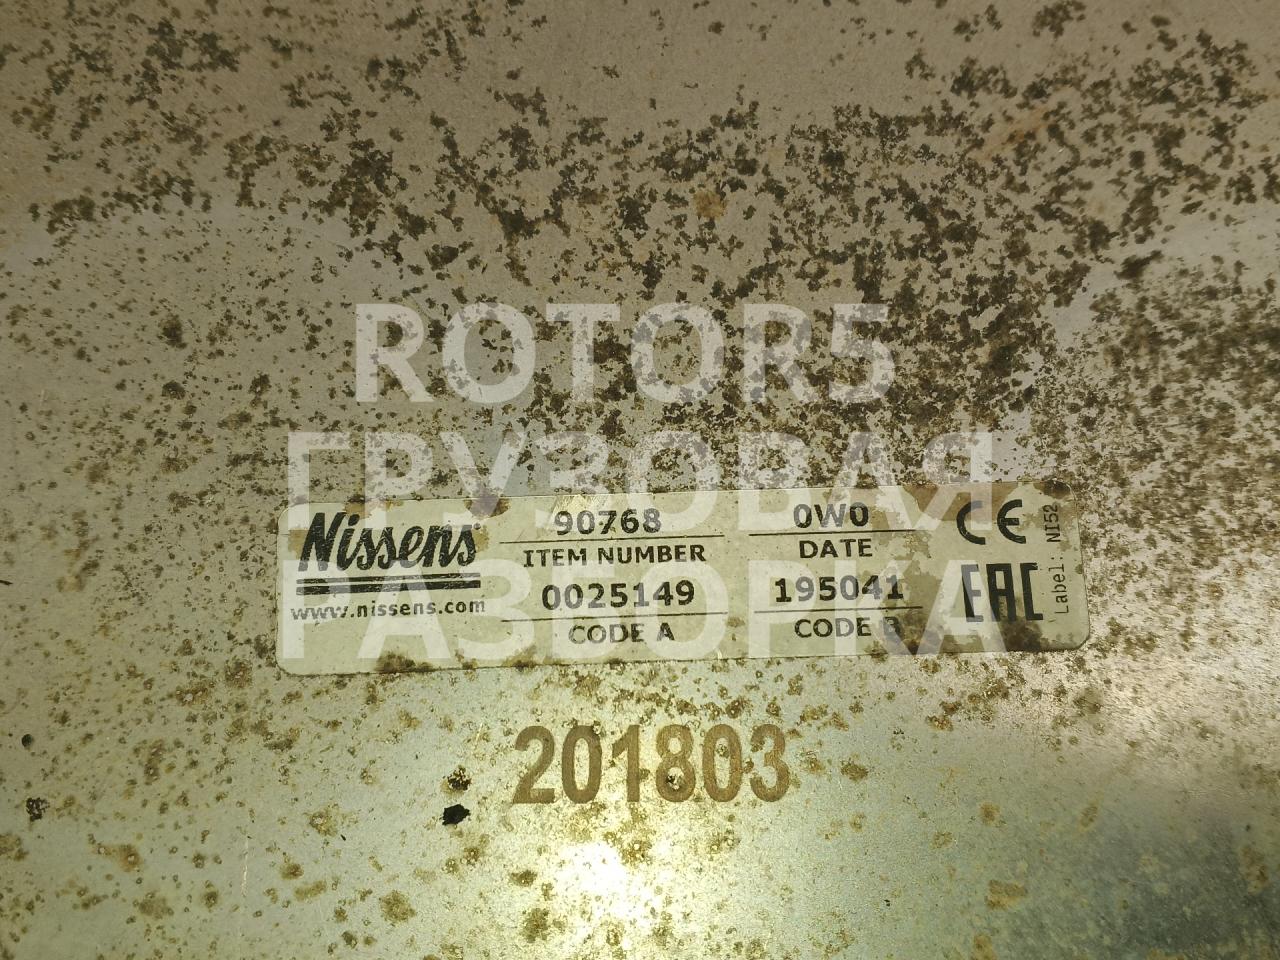 ROTOR5
ГРУЗОВАЯ
РАЗБОРКА
Nissens
www.nissens.com
90768
ITEM NUMBER
0025149
CODE A
0W0
DATE
195041
CODE B
CE
EAC
Label: NI52
201803